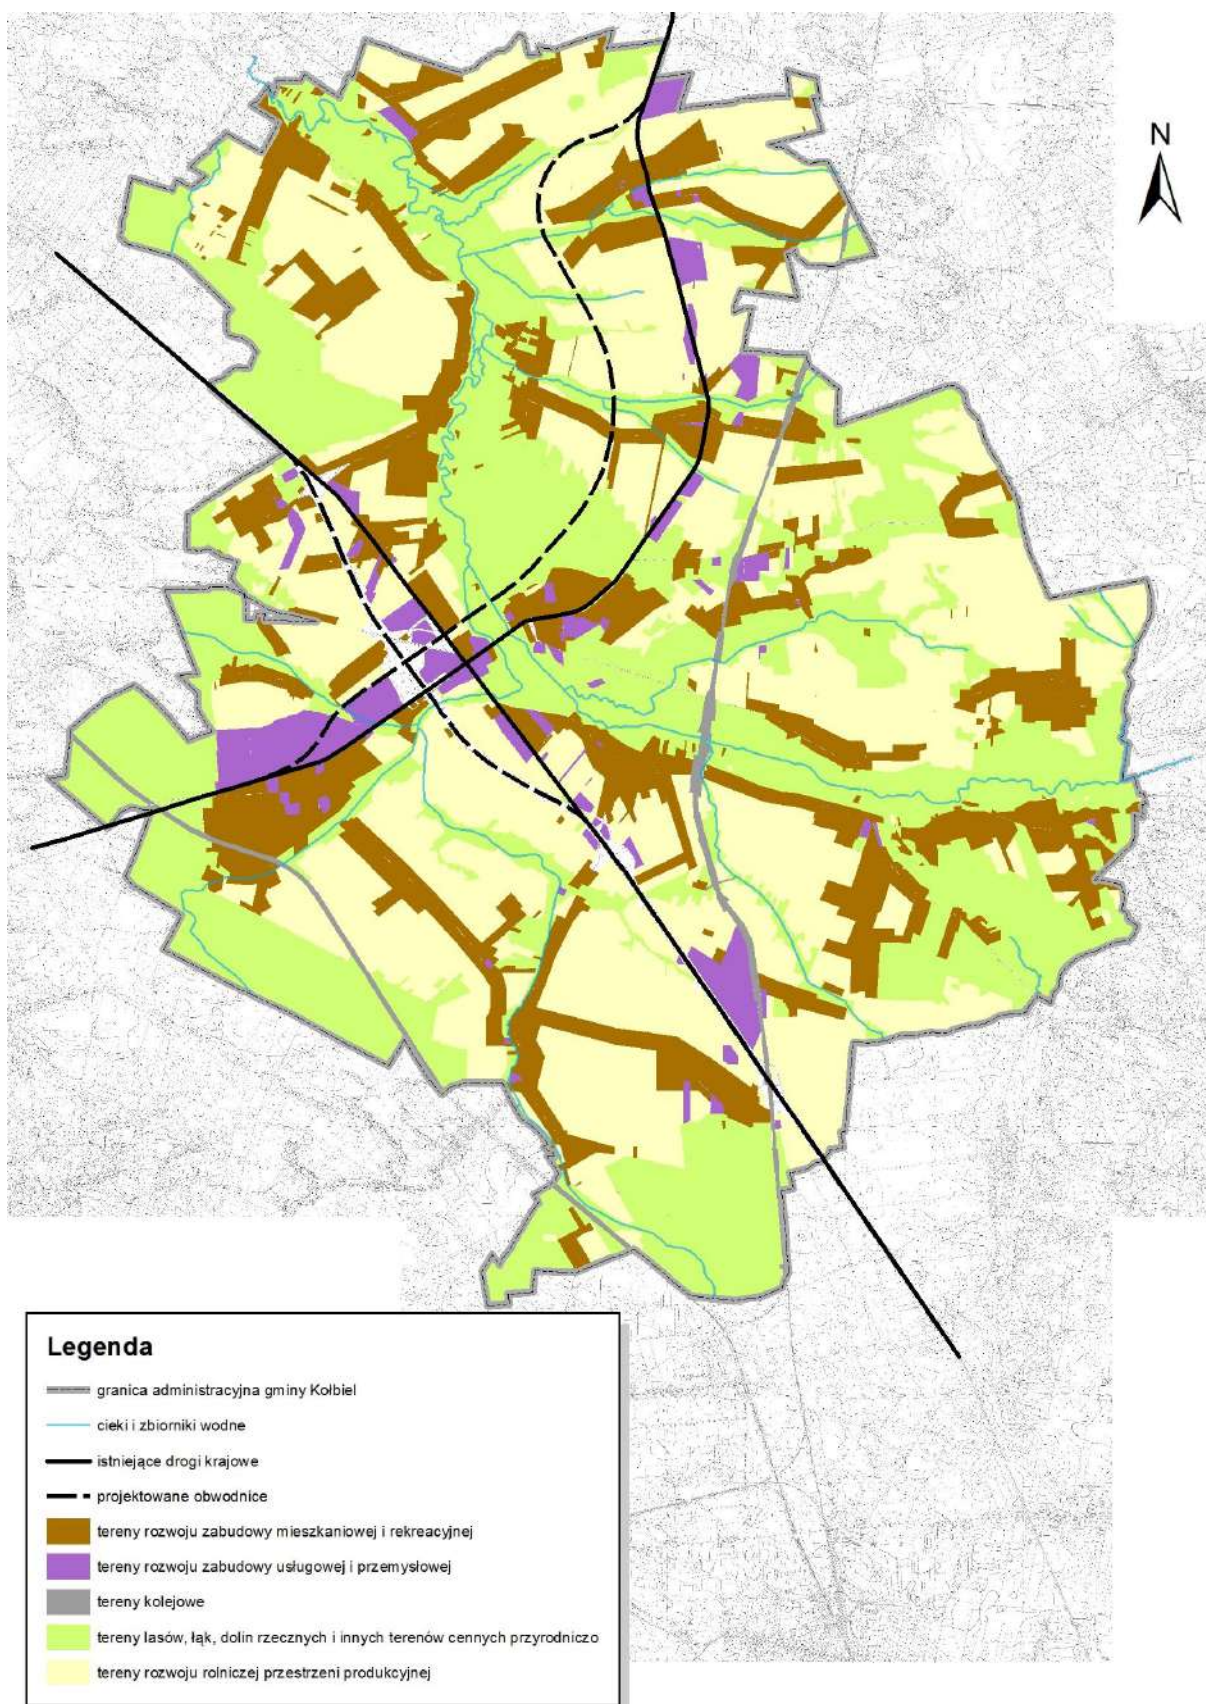 N
Legenda
granica administracyjna gminy Kołbiel
cieki i zbiorniki wodne
istniejące drogi krajowe
projektowane obwodnice
tereny rozwoju zabudowy mieszkaniowej i rekreacyjnej
tereny rozwoju zabudowy usługowej i przemysłowej
tereny kolejowe
tereny lasów, łąk, dolin rzecznych i innych terenów cennych przyrodniczo
tereny rozwoju rolniczej przestrzeni produkcyjnej